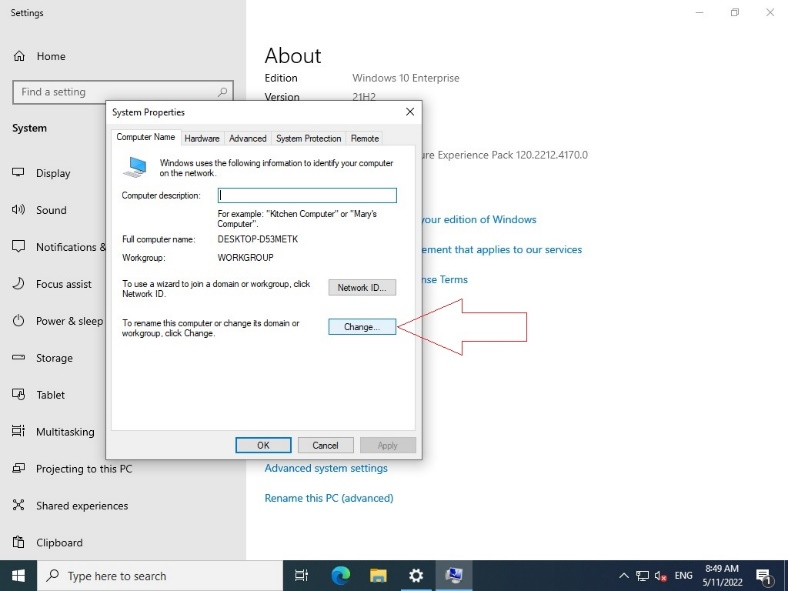 Settings
Home
Find a setting
System
Display
Sound
Notifications &
Focus assist
Power & sleep
Storage
Tablet
Multitasking
Projecting to this PC
Shared experiences
Clipboard
About
Edition Windows 10 Enterprise
Version 21H2
Experience Pack 120.2212.4170.0
your edition of Windows
that applies to our services
Terms
Advanced system settings
Rename this PC (advanced)
System Properties
Computer Name Hardware Advanced System Protection Remote
Windows uses the following information to identify your computer
on the network.
Computer description:
For example: "Kitchen Computer" or "Mary's
Computer".
Full computer name: DESKTOP-D53METK
Workgroup: WORKGROUP
To use a wizard to join a domain or workgroup, click
Network ID.
Network ID...
To rename this computer or change its domain or
workgroup, click Change.
Change...
OK Cancel Apply
Type here to search
ENG
8:49 AM
5/11/2022
1